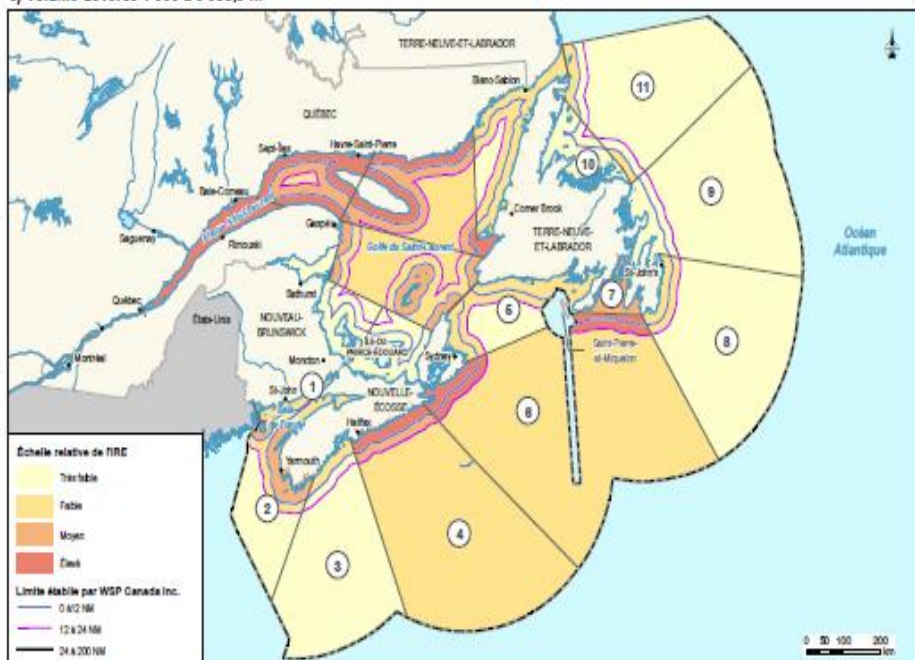 TERRE-NEUVE-ET-LABRADOR
Blanc-Sablon
11
QUÉBEC
Sept-Îles
Havre-Saint-Pierre
10
Baie-Comeau
9
Corner Brook
Gaspé
Saguenay
Rimouski
Golfe du Saint-Laurent
TERRE-NEUVE-
ET-LABRADOR
Océan
Atlantique
St-John's
Bathurst
7
Québec
États-Unis
NOUVEAU-
BRUNSWICK
ÎLE-DU-
PRINCE-ÉDOUARD
8
Saint-Pierre-
et-Miquelon
Montréal
Moncton
Sydney
1
St-John
NOUVELLE-
ÉCOSSE
6
Halifax
Yarmouth
2
4
3
Échelle relative de l'IRE
Très faible
Faible
Moyen
Élevé
Limite établie par WSP Canada Inc.
0 à 12 NM
12 à 24 NM
24 à 200 NM
0 50 100 200
km